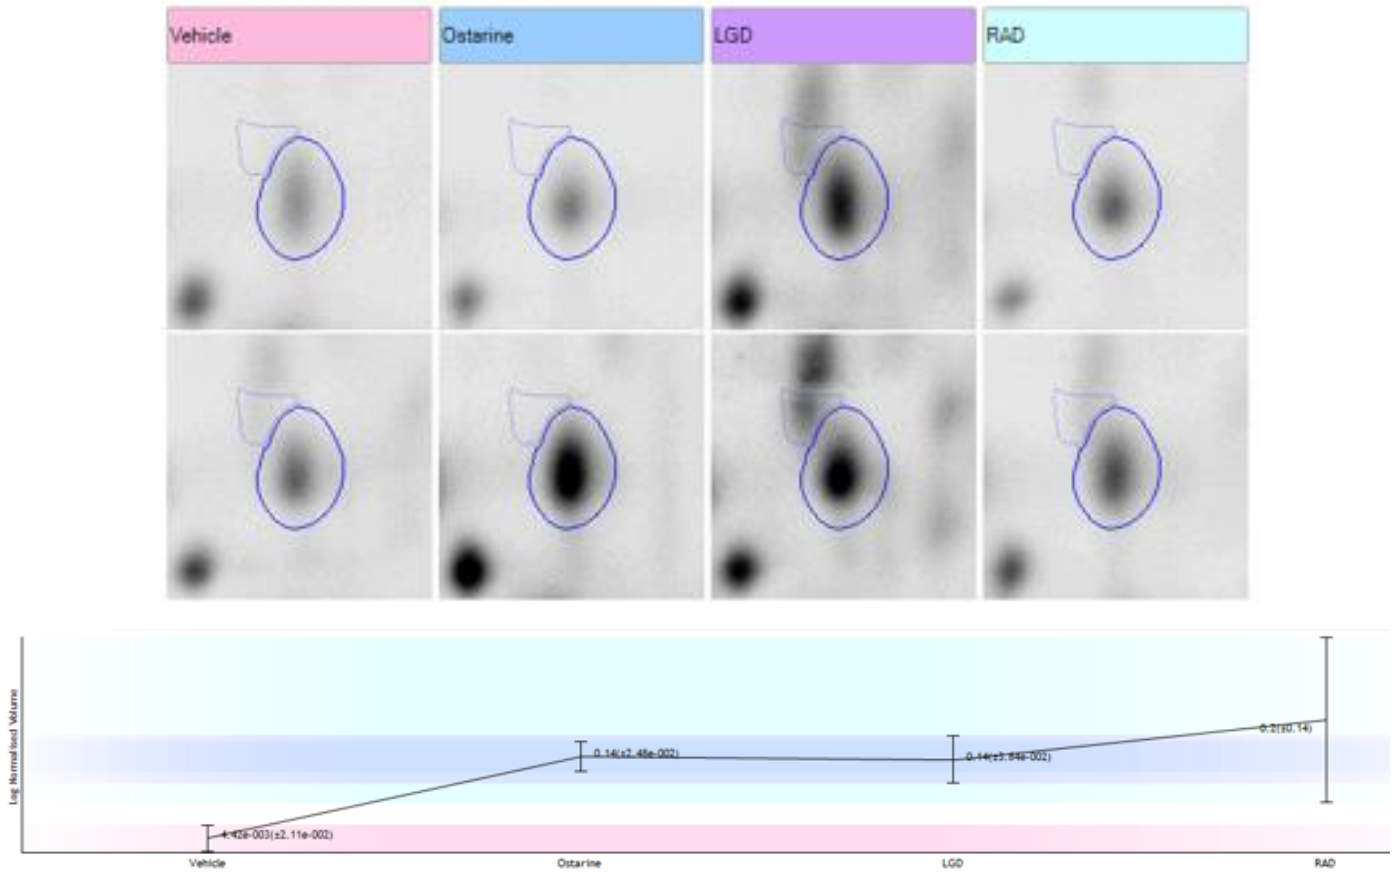 Vehicle
Ostarine
LGD
RAD
Log Normalised Volume
4.42e-003(±2.11e-002)
0.14(±2.48e-002)
0.14(±3.84e-002)
0.2(±0.14)
Vehicle
Ostarine
LGD
RAD